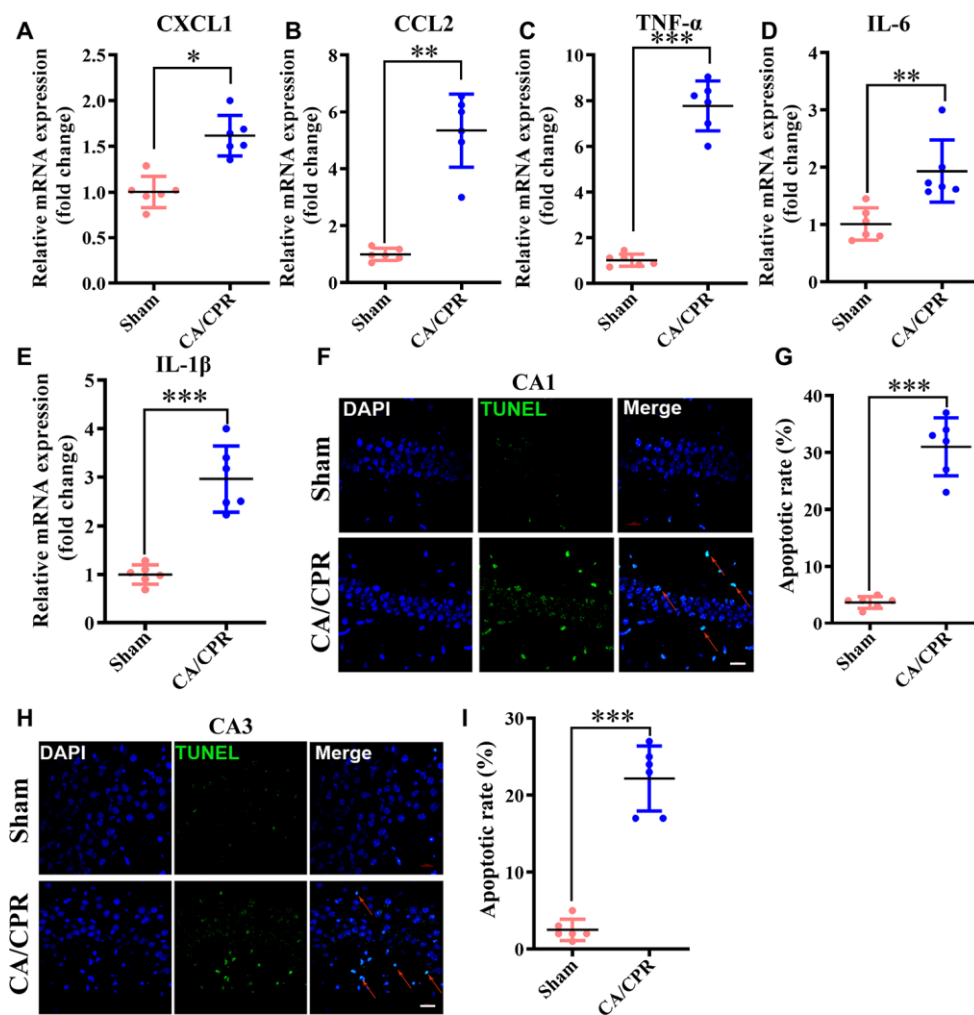 A
CXCL1
Relative mRNA expression
(fold change)
2.5
2.0
1.5
1.0
0.5
0.0
*
Sham
CA/CPR
B
CCL2
Relative mRNA expression
(fold change)
8
6
4
2
0
**
Sham
CA/CPR
C
TNF-α
Relative mRNA expression
(fold change)
10
8
6
4
2
0
***
Sham
CA/CPR
D
IL-6
Relative mRNA expression
(fold change)
4
3
2
1
0
**
Sham
CA/CPR
E
IL-1β
Relative mRNA expression
(fold change)
5
4
3
2
1
0
***
Sham
CA/CPR
F
CA1
DAPI
TUNEL
Merge
Sham
CA/CPR
G
Apoptotic rate (%)
40
30
20
10
0
***
Sham
CA/CPR
H
CA3
DAPI
TUNEL
Merge
Sham
CA/CPR
I
Apoptotic rate (%)
30
20
10
0
***
Sham
CA/CPR